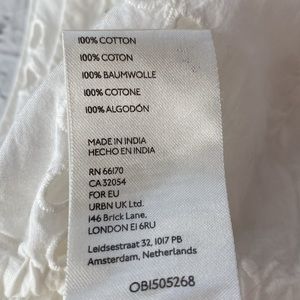 100% COTTON
100% COTON
100% BAUMWOLLE
100% COTONE
100% ALGODÓN
MADE IN INDIA
HECHO EN INDIA
RN 66170
CA 32054
FOR EU
URBN UK Ltd.
146 Brick Lane,
LONDON E1 6RU
Leidsestraat 32, 1017 PB
Amsterdam, Netherlands
OB1505268